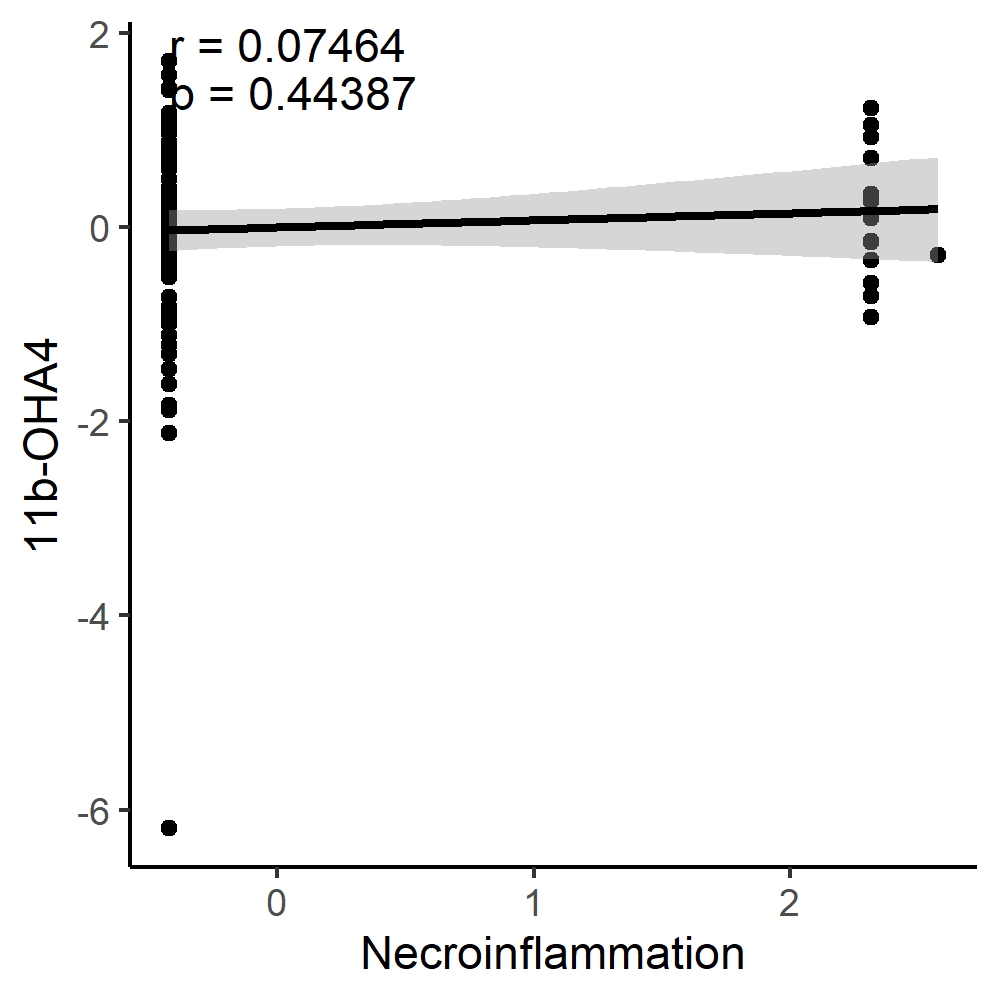 r = 0.07464
p = 0.44387
2
0
-2
-4
-6
11b-OHA4
0
1
2
Necroinflammation